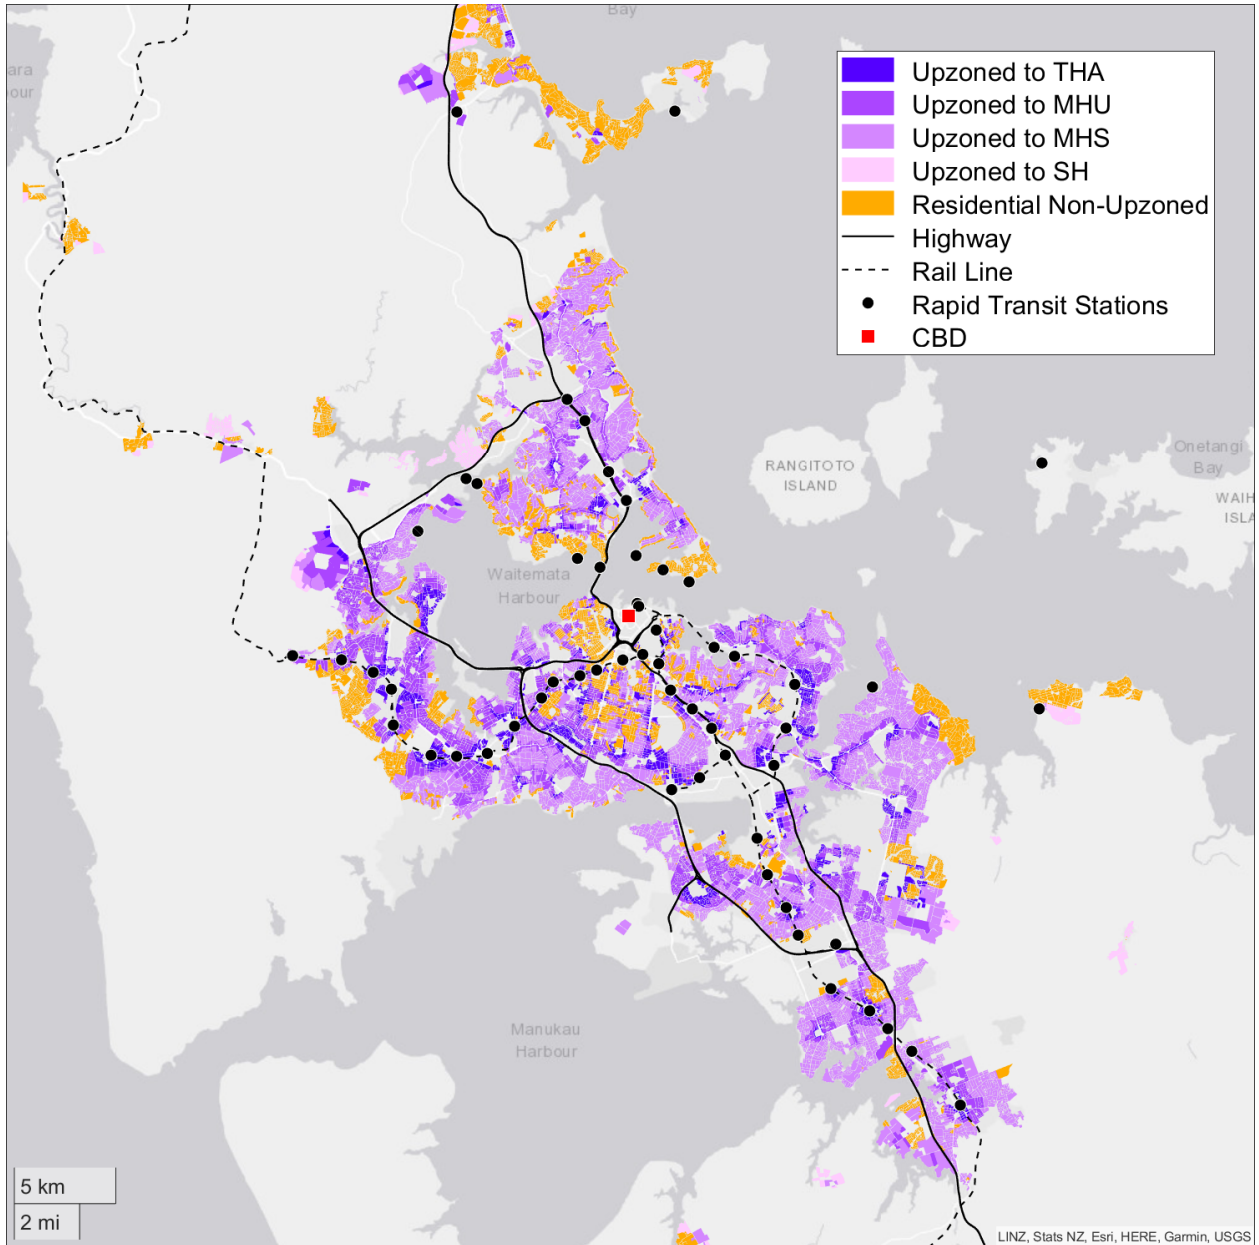 Bay
ara
our
Upzoned to THA
Upzoned to MHU
Upzoned to MHS
Upzoned to SH
Residential Non-Upzoned
Highway
Rail Line
Rapid Transit Stations
CBD
RANGITOTO
ISLAND
Onetangi
Bay
WAIH
ISLA
Waitemata
Harbour
Manukau
Harbour
5 km
2 mi
LINZ, Stats NZ, Esri, HERE, Garmin, USGS